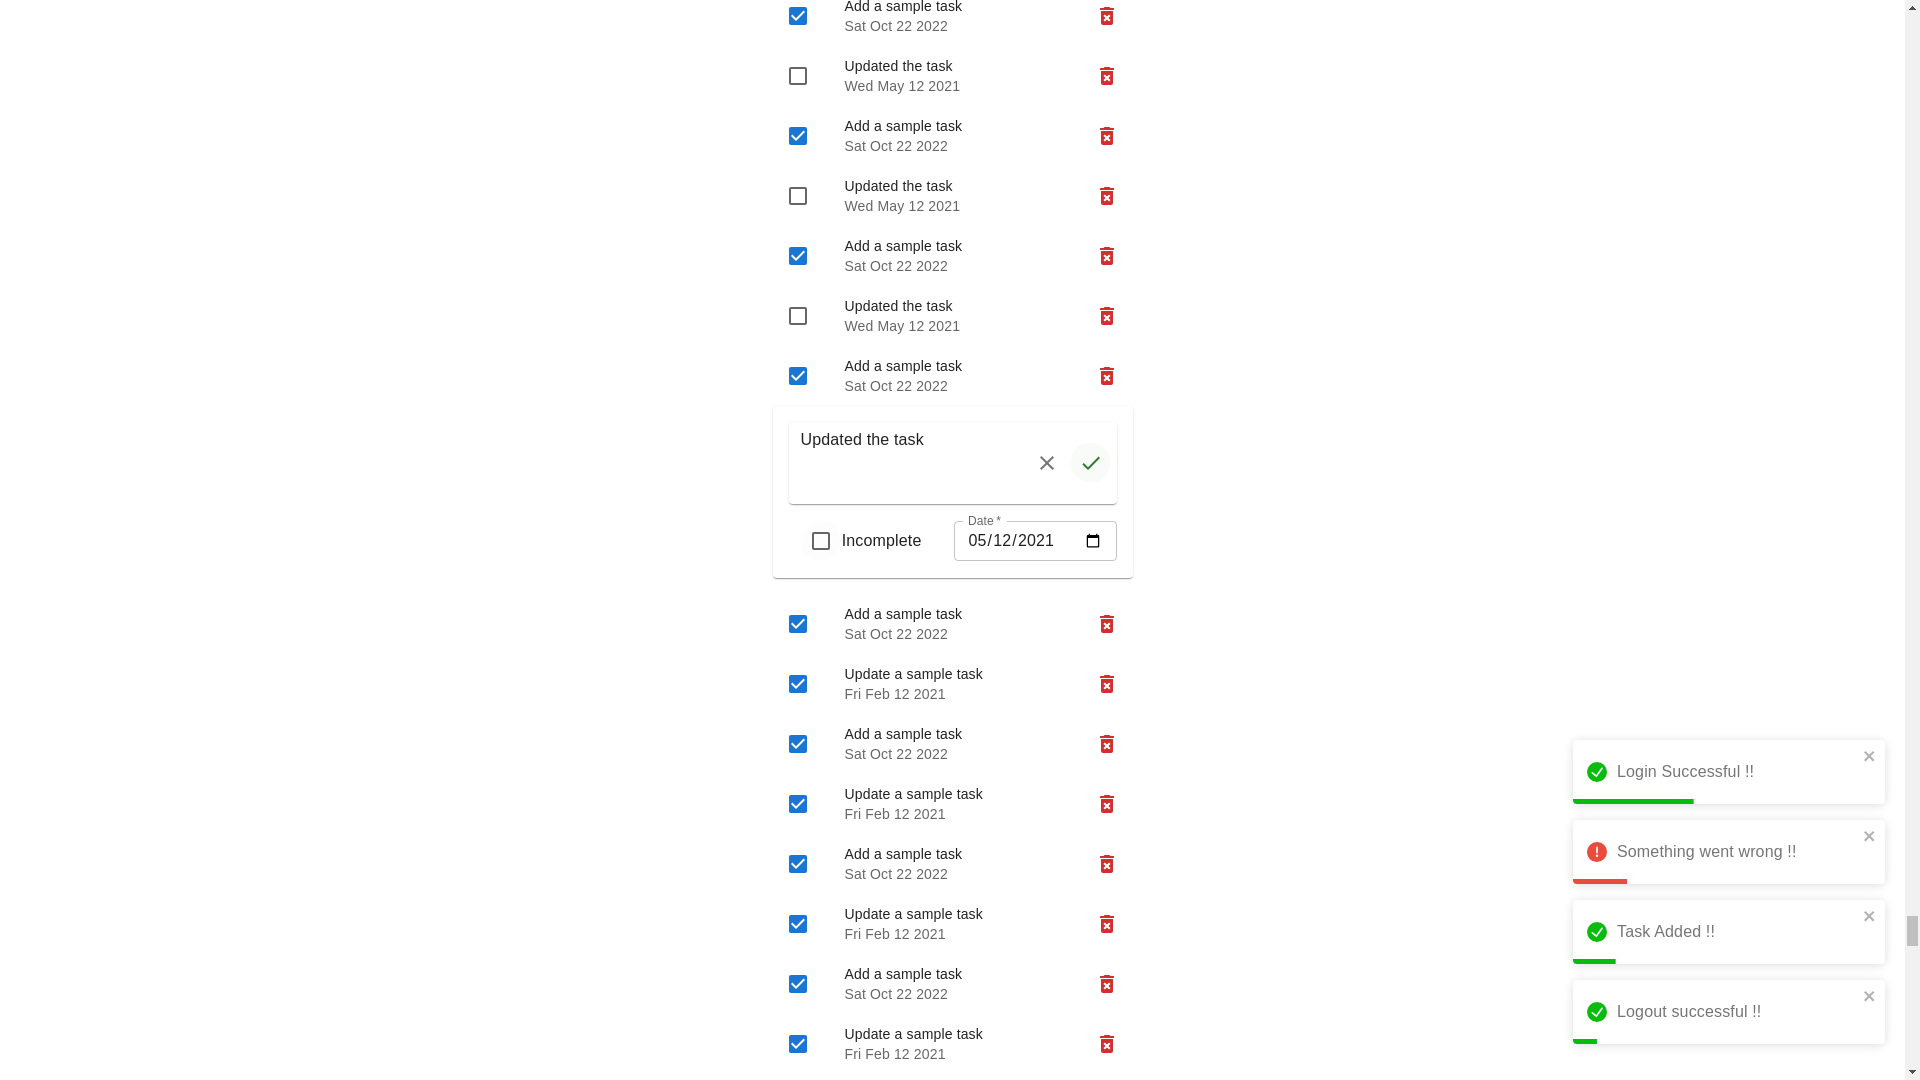 Add a sample task
Sat Oct 22 2022
Updated the task
Wed May 12 2021
Add a sample task
Sat Oct 22 2022
Updated the task
Wed May 12 2021
Add a sample task
Sat Oct 22 2022
Updated the task
Wed May 12 2021
Add a sample task
Sat Oct 22 2022
Updated the task
Incomplete
Date *
05/12/2021
Add a sample task
Sat Oct 22 2022
Update a sample task
Fri Feb 12 2021
Add a sample task
Sat Oct 22 2022
Update a sample task
Fri Feb 12 2021
Add a sample task
Sat Oct 22 2022
Update a sample task
Fri Feb 12 2021
Add a sample task
Sat Oct 22 2022
Update a sample task
Fri Feb 12 2021
Login Successful !!
Something went wrong !!
Task Added !!
Logout successful !!